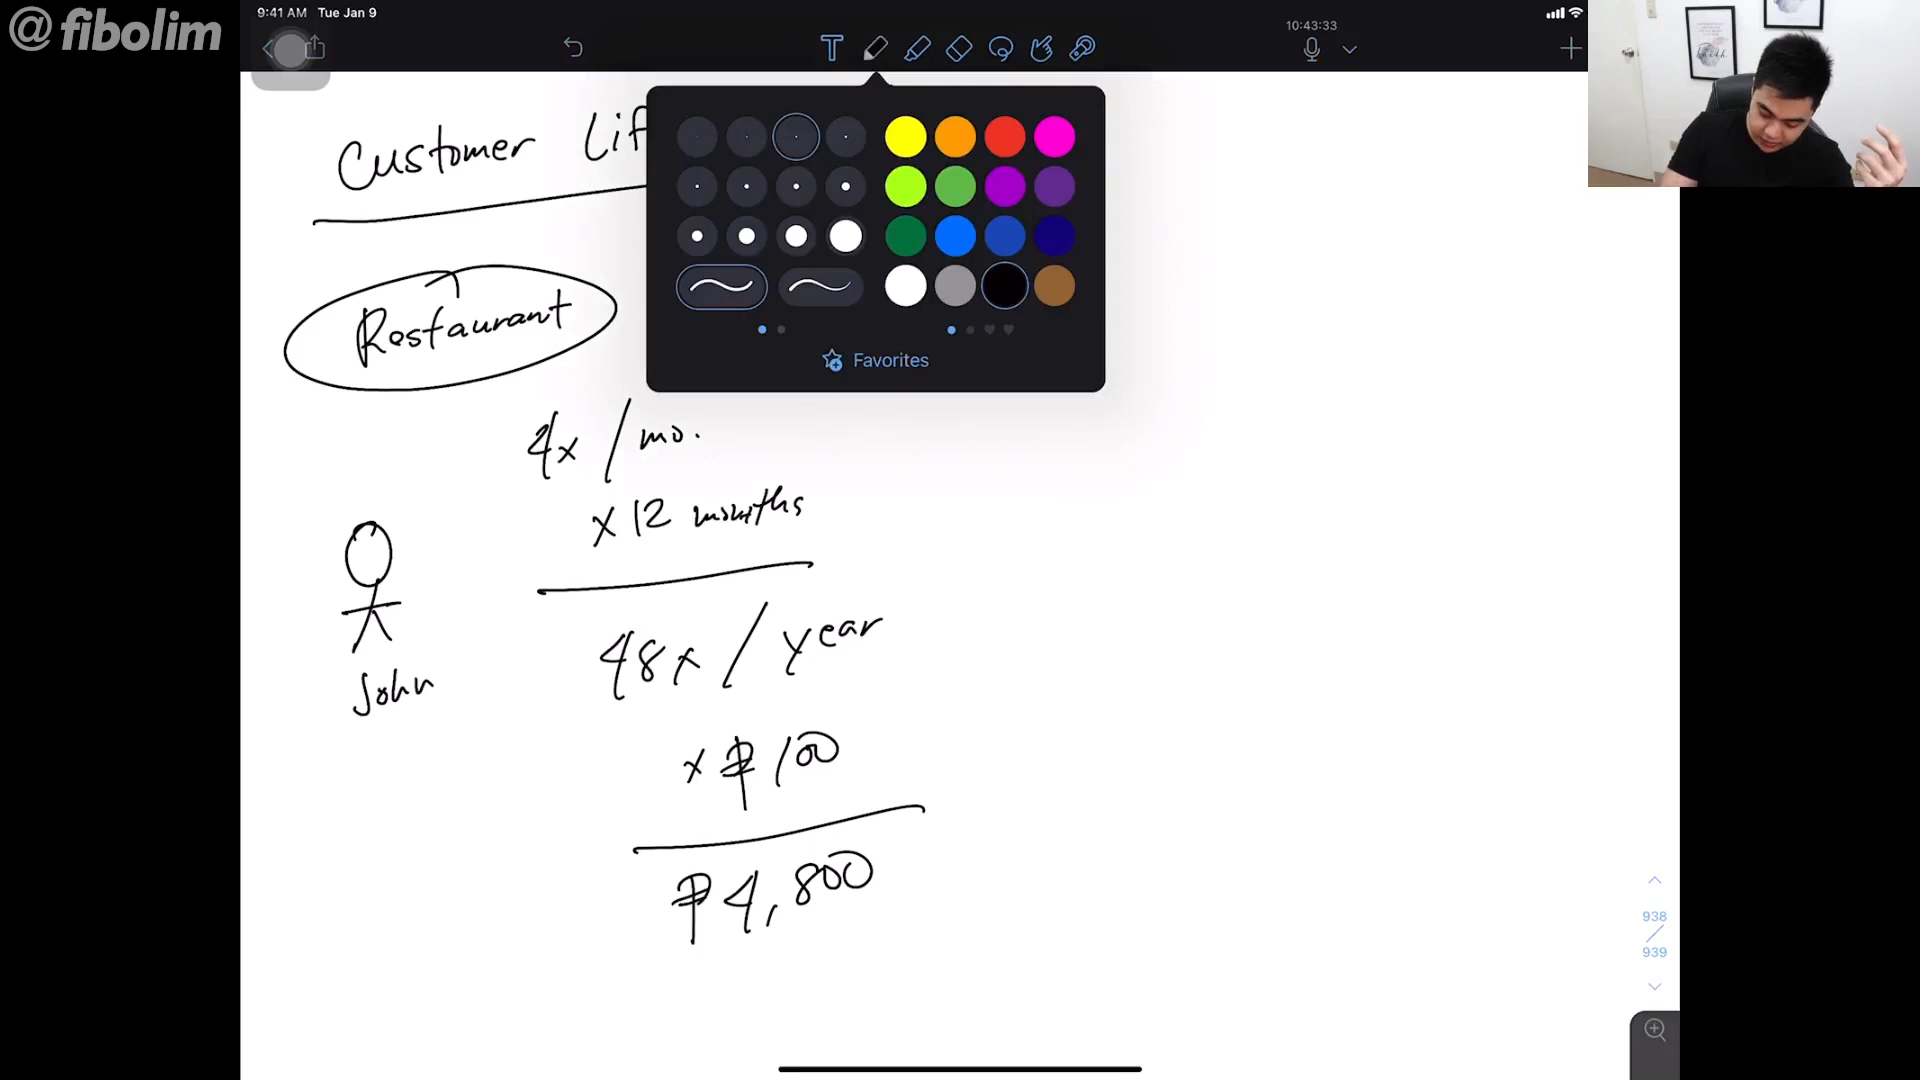 @fibolim
9:41 AM Tue Jan 9
10:43:33
Customer Lif
Restaurant
Favorites
4x / mo.
x 12 months
48x / year
John
x ₱ 100
₱ 4,800
938
939
Faith